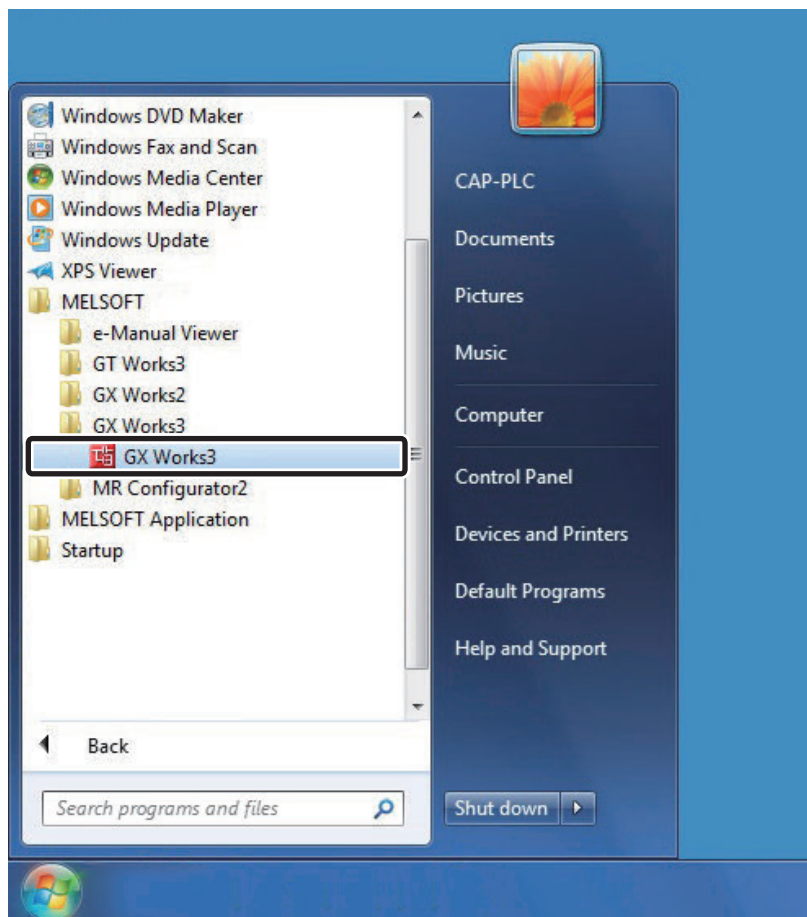 Windows DVD Maker
Windows Fax and Scan
Windows Media Center
Windows Media Player
Windows Update
XPS Viewer
MELSOFT
e-Manual Viewer
GT Works3
GX Works2
GX Works3
GX Works3
MR Configurator2
MELSOFT Application
Startup
Back
Search programs and files
CAP-PLC
Documents
Pictures
Music
Computer
Control Panel
Devices and Printers
Default Programs
Help and Support
Shut down